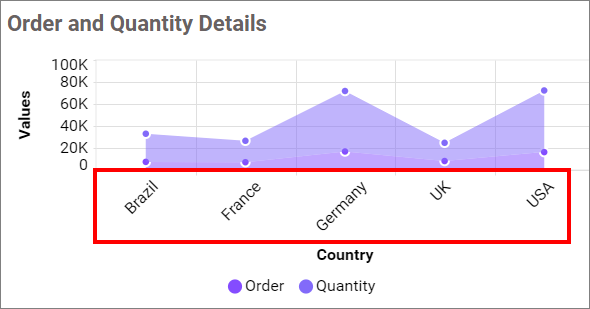 Order and Quantity Details
Values
100K
80K
60K
40K
20K
0
Brazil
France
Germany
UK
USA
Country
Order
Quantity